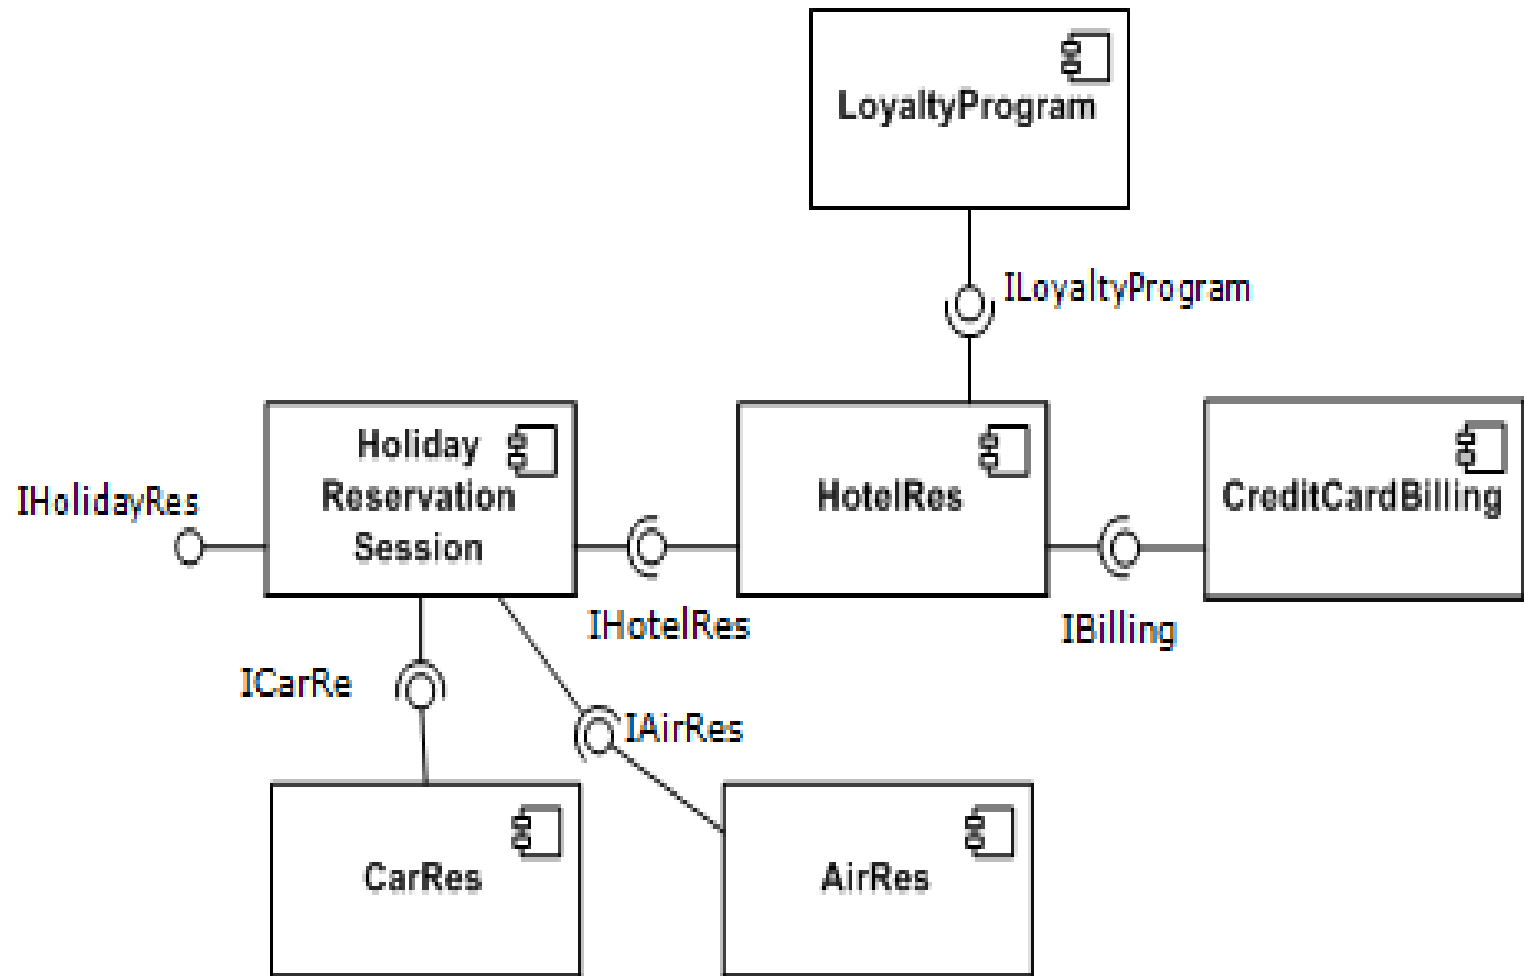 LoyaltyProgram
ILoyaltyProgram
Holiday
Reservation
Session
IHolidayRes
HotelRes
CreditCardBilling
IHotelRes
IBilling
ICarRe
IAirRes
CarRes
AirRes